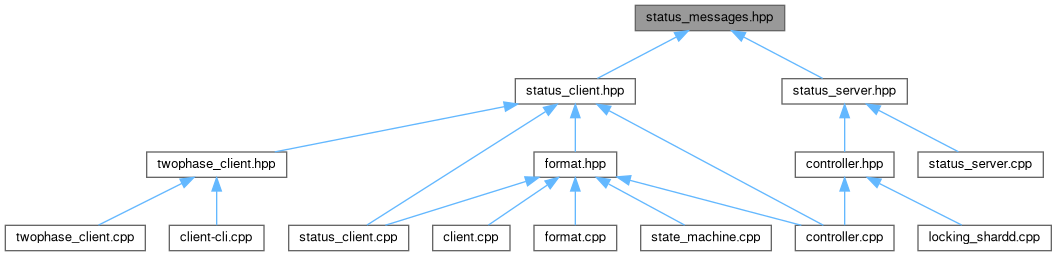 status_messages.hpp
status_client.hpp
status_server.hpp
twophase_client.hpp
format.hpp
controller.hpp
status_server.cpp
twophase_client.cpp
client-cli.cpp
status_client.cpp
client.cpp
format.cpp
state_machine.cpp
controller.cpp
locking_shardd.cpp